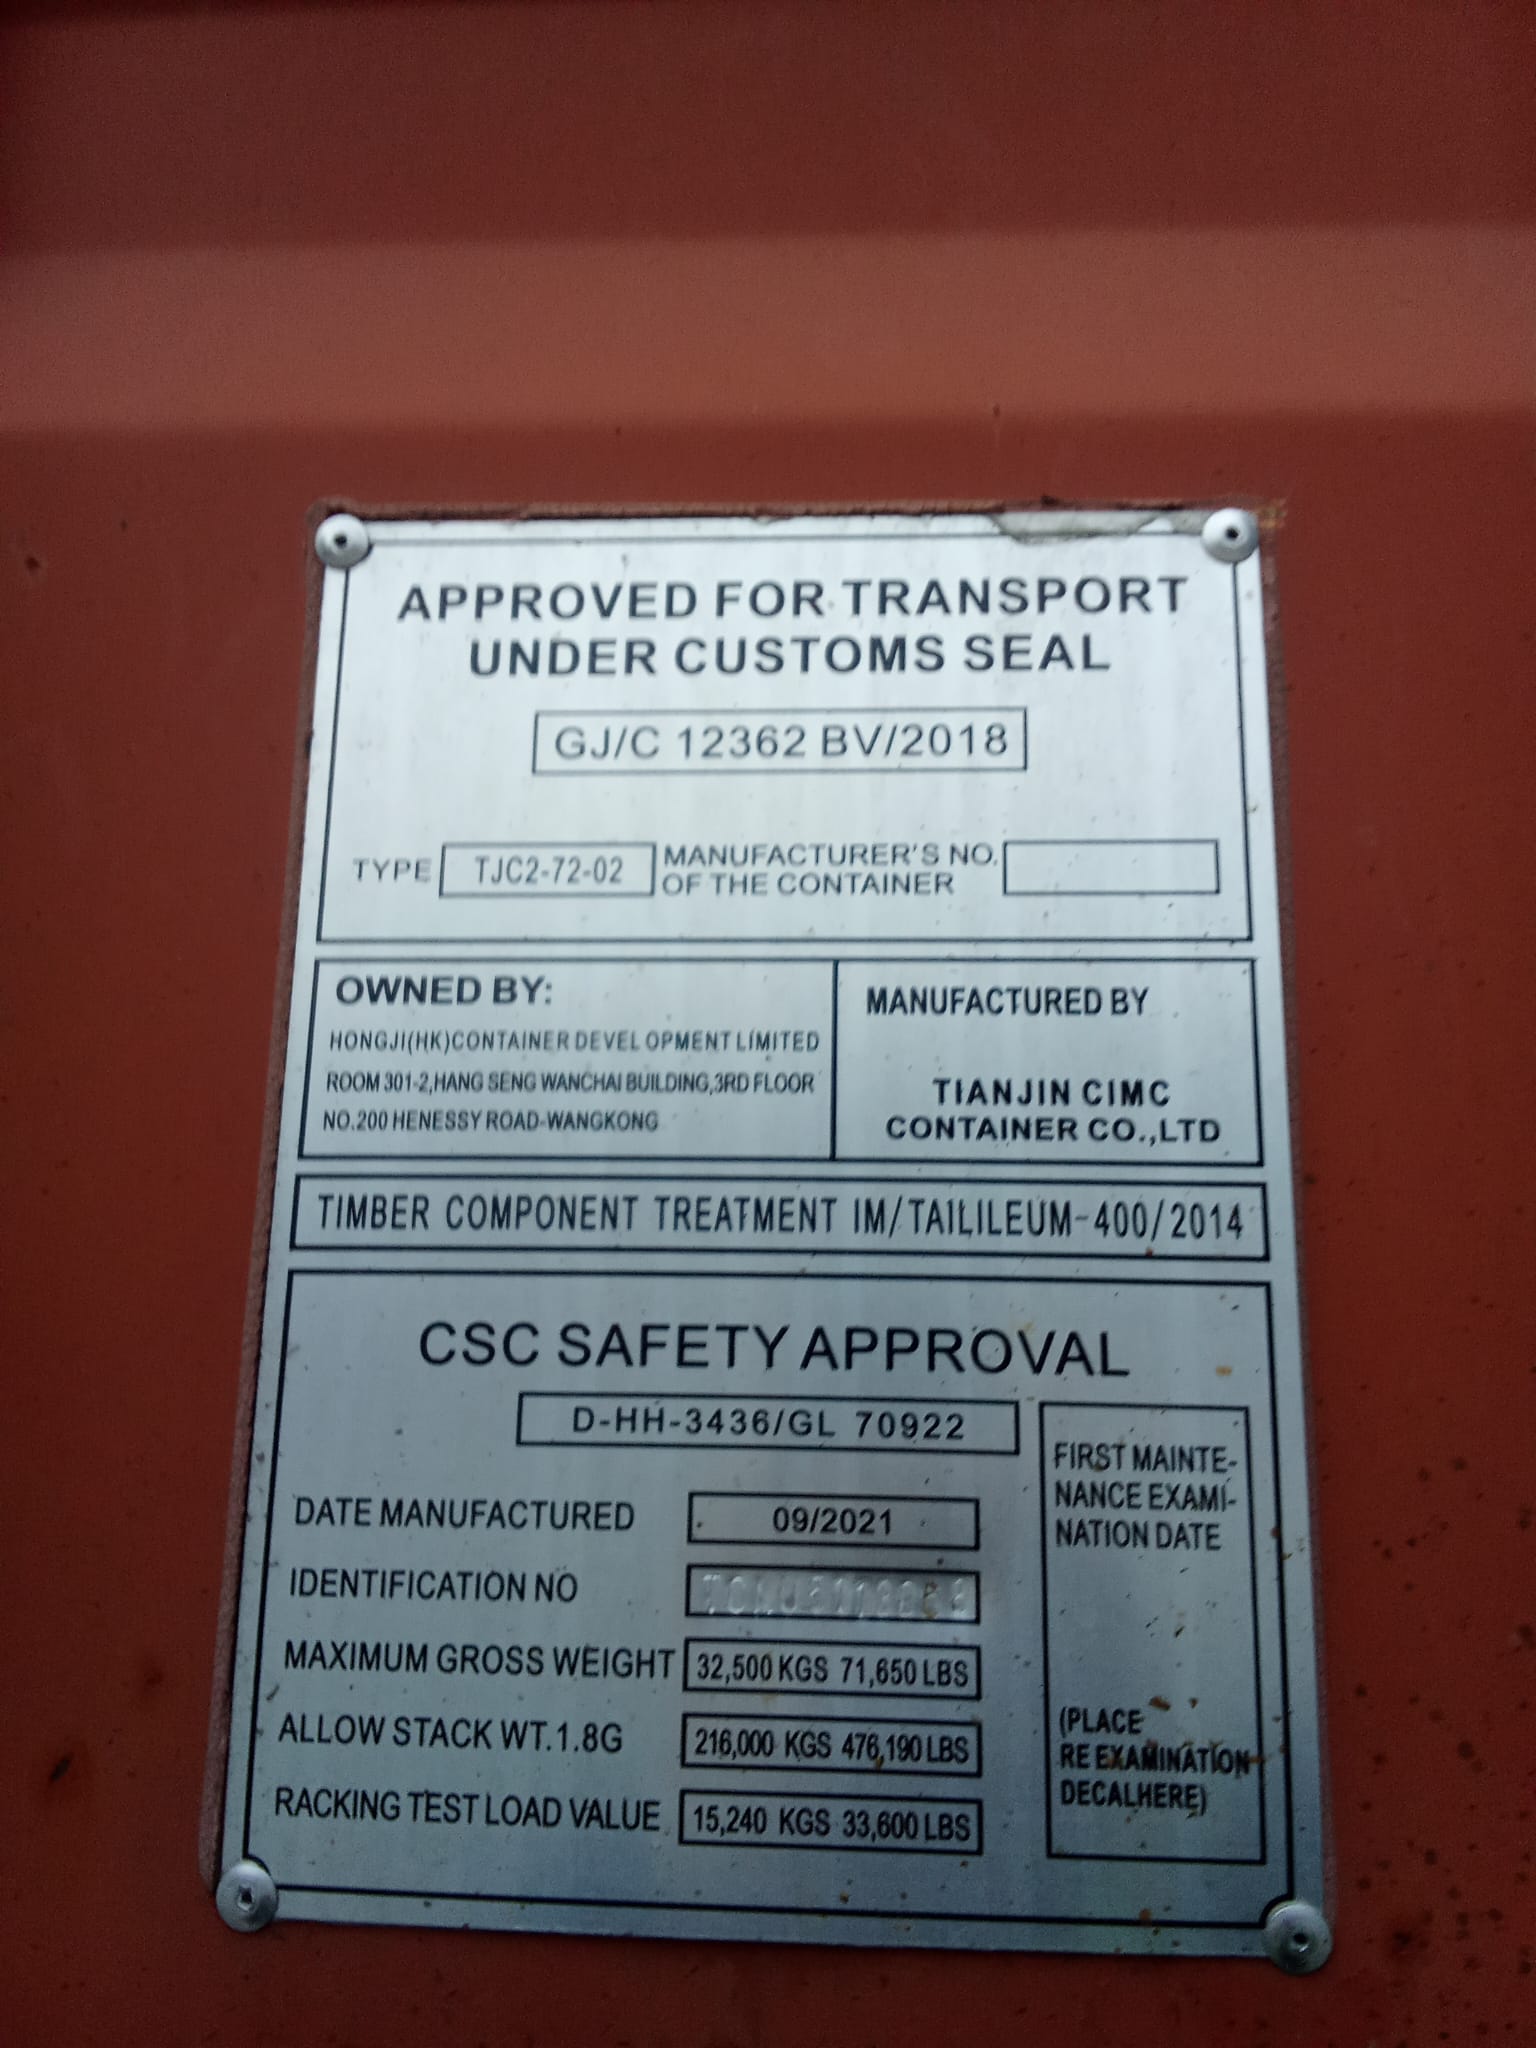 APPROVED FOR TRANSPORT
UNDER CUSTOMS SEAL
GJ/C 12362 BV/2018
TYPE TJC2-72-02 MANUFACTURER'S NO.
OF THE CONTAINER
OWNED BY:
HONGJI(HK)CONTAINER DEVELOPMENT LIMITED
ROOM 301-2,HANG SENG WANCHAI BUILDING,3RD FLOOR
NO.200 HENESSY ROAD-WANGKONG
MANUFACTURED BY
TIANJIN CIMC
CONTAINER CO.,LTD
TIMBER COMPONENT TREATMENT IM/TAILILEUM-400/2014
CSC SAFETY APPROVAL
D-HH-3436/GL 70922
DATE MANUFACTURED 09/2021
IDENTIFICATION NO
MAXIMUM GROSS WEIGHT 32,500 KGS 71,650 LBS
ALLOW STACK WT.1.8G 216,000 KGS 476,190 LBS
RACKING TEST LOAD VALUE 15,240 KGS 33,600 LBS
FIRST MAINTE-
NANCE EXAMI-
NATION DATE
(PLACE
RE EXAMINATION
DECALHERE)